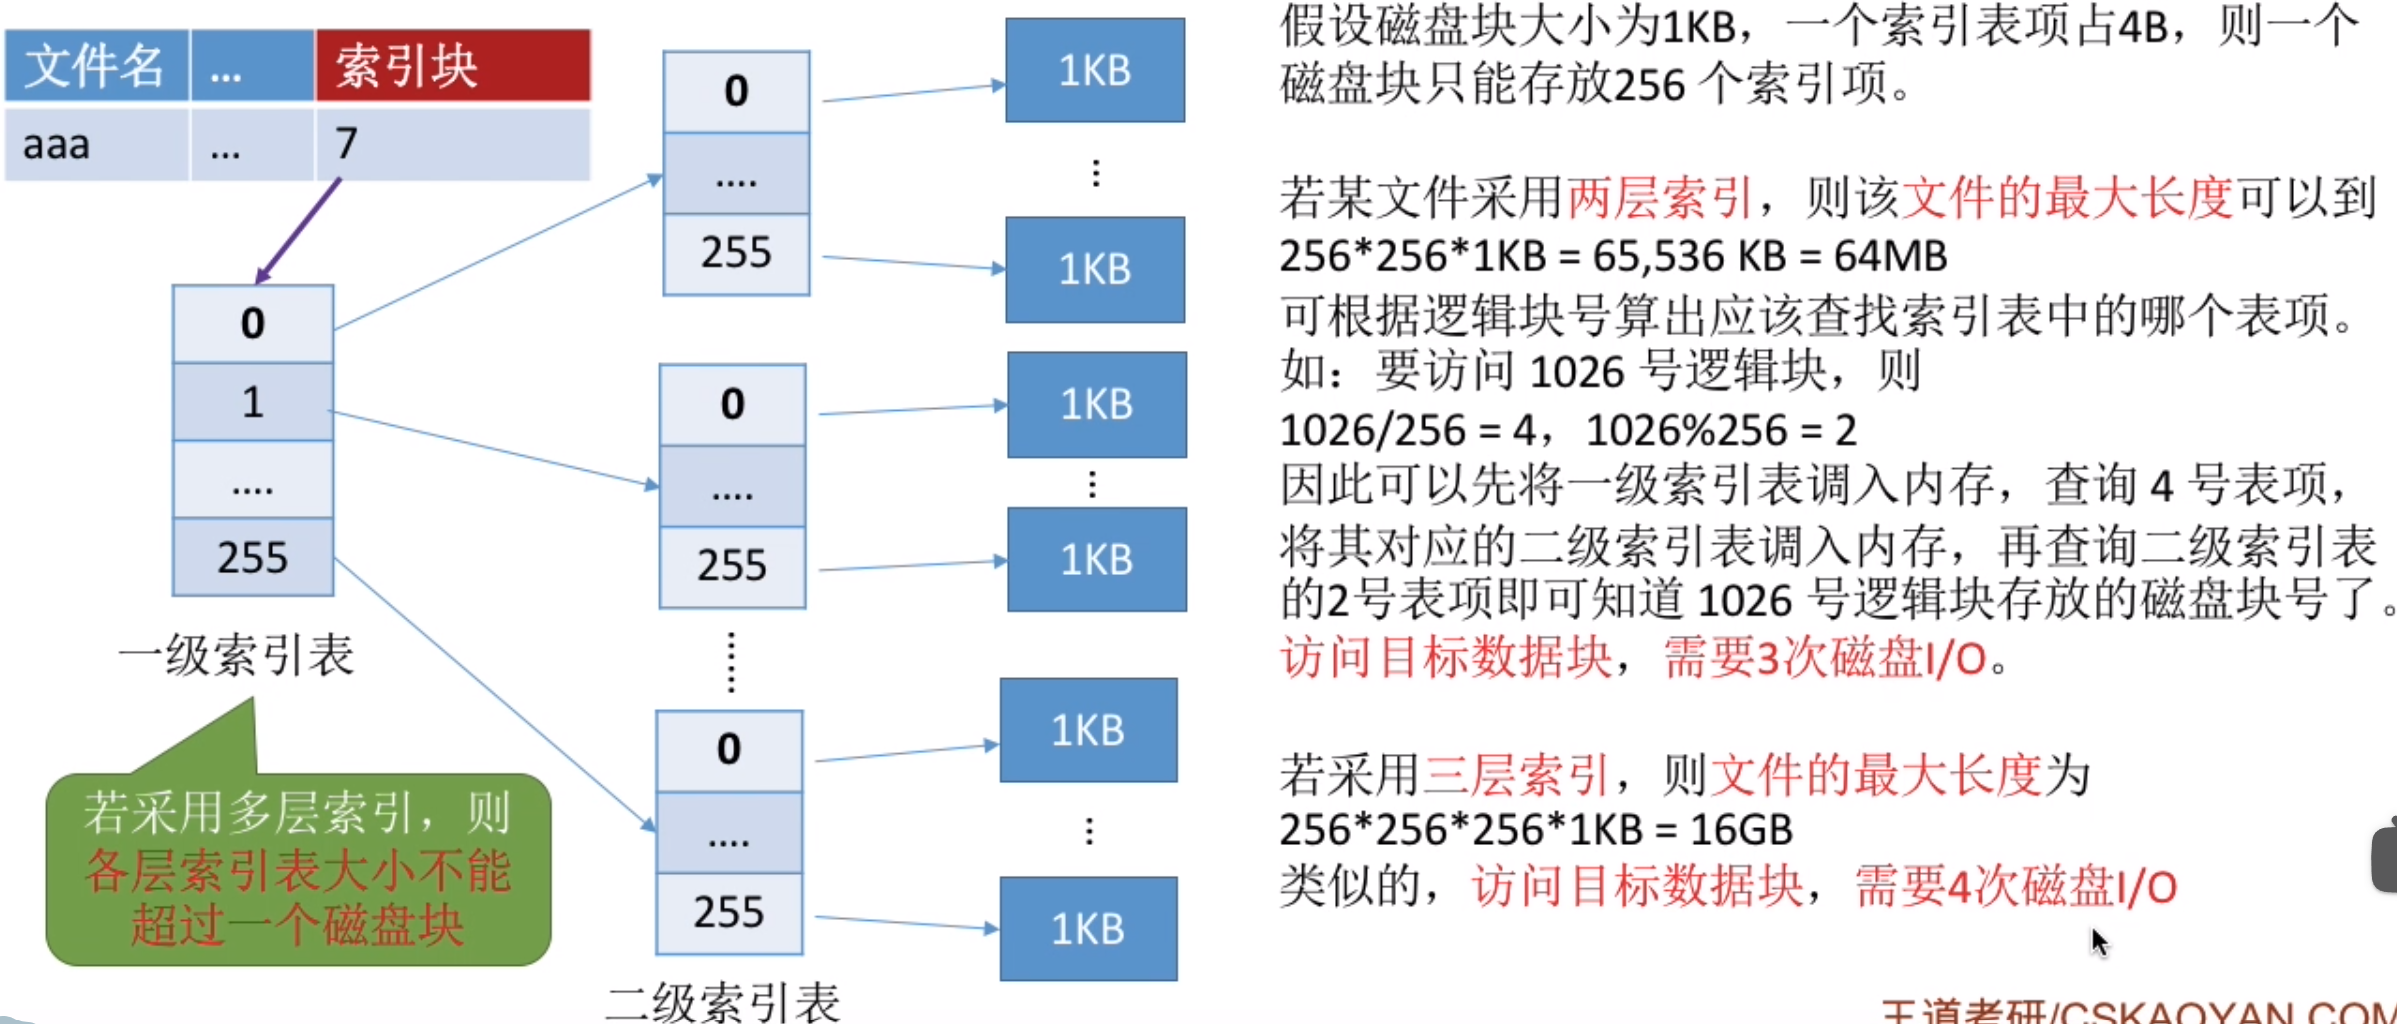 文件名 ... 索引块
aaa ... 7
0
1
....
255
一级索引表
若采用多层索引，则
各层索引表大小不能
超过一个磁盘块
0
....
255
0
....
255
0
....
255
二级索引表
1KB
1KB
1KB
1KB
1KB
1KB
假设磁盘块大小为1KB，一个索引表项占4B，则一个
磁盘块只能存放256 个索引项。
若某文件采用两层索引，则该文件的最大长度可以到
256*256*1KB = 65,536 KB = 64MB
可根据逻辑块号算出应该查找索引表中的哪个表项。
如：要访问 1026 号逻辑块，则
1026/256 = 4，1026%256 = 2
因此可以先将一级索引表调入内存，查询 4 号表项，
将其对应的二级索引表调入内存，再查询二级索引表
的2号表项即可知道 1026 号逻辑块存放的磁盘块号了。
访问目标数据块，需要3次磁盘I/O。
若采用三层索引，则文件的最大长度为
256*256*256*1KB = 16GB
类似的，访问目标数据块，需要4次磁盘I/O
王道考研/CSKAOYAN.COM